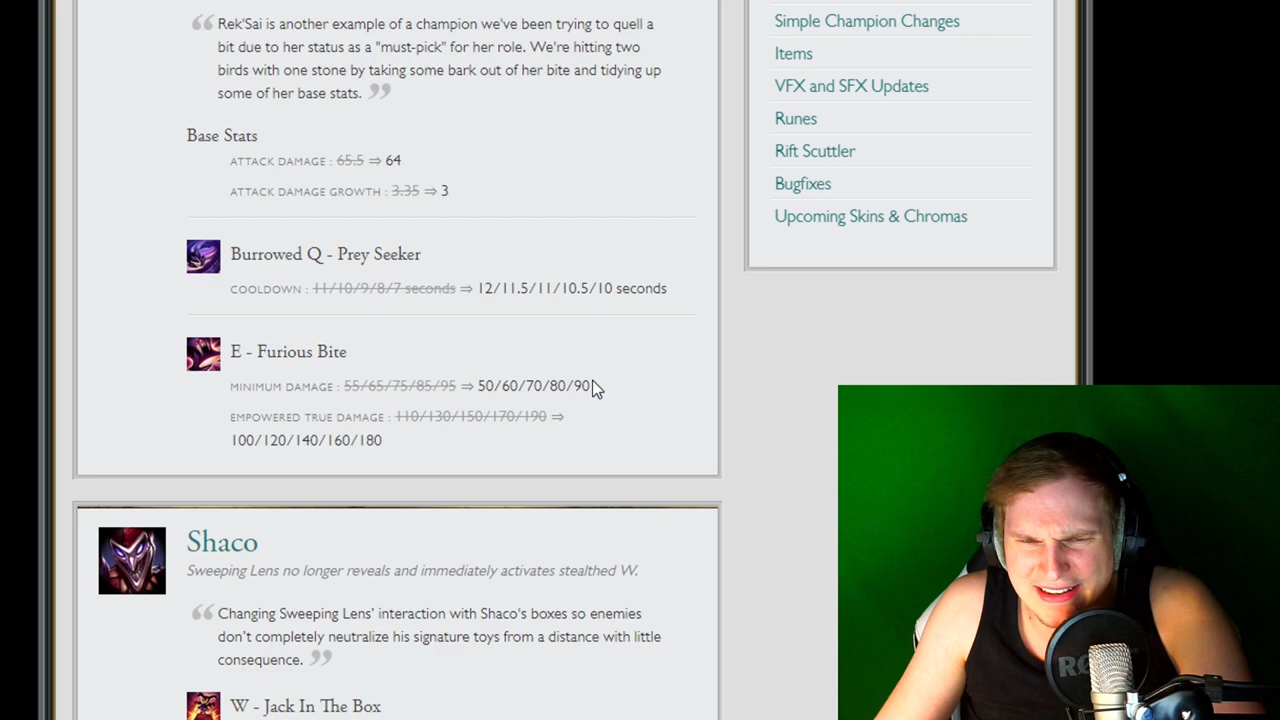 Rek'Sai is another example of a champion we've been trying to quell a
bit due to her status as a "must-pick" for her role. We're hitting two
birds with one stone by taking some bark out of her bite and tidying up
some of her base stats.
Base Stats
ATTACK DAMAGE : 65.5 ⇒ 64
ATTACK DAMAGE GROWTH : 3.35 ⇒ 3
Burrowed Q - Prey Seeker
COOLDOWN : 11/10/9/8/7 seconds ⇒ 12/11.5/11/10.5/10 seconds
E - Furious Bite
MINIMUM DAMAGE : 55/65/75/85/95 ⇒ 50/60/70/80/90
EMPOWERED TRUE DAMAGE : 110/130/150/170/190 ⇒
100/120/140/160/180
Shaco
Sweeping Lens no longer reveals and immediately activates stealthed W.
Changing Sweeping Lens' interaction with Shaco's boxes so enemies
don't completely neutralize his signature toys from a distance with little
consequence.
W - Jack In The Box
Simple Champion Changes
Items
VFX and SFX Updates
Runes
Rift Scuttler
Bugfixes
Upcoming Skins & Chromas